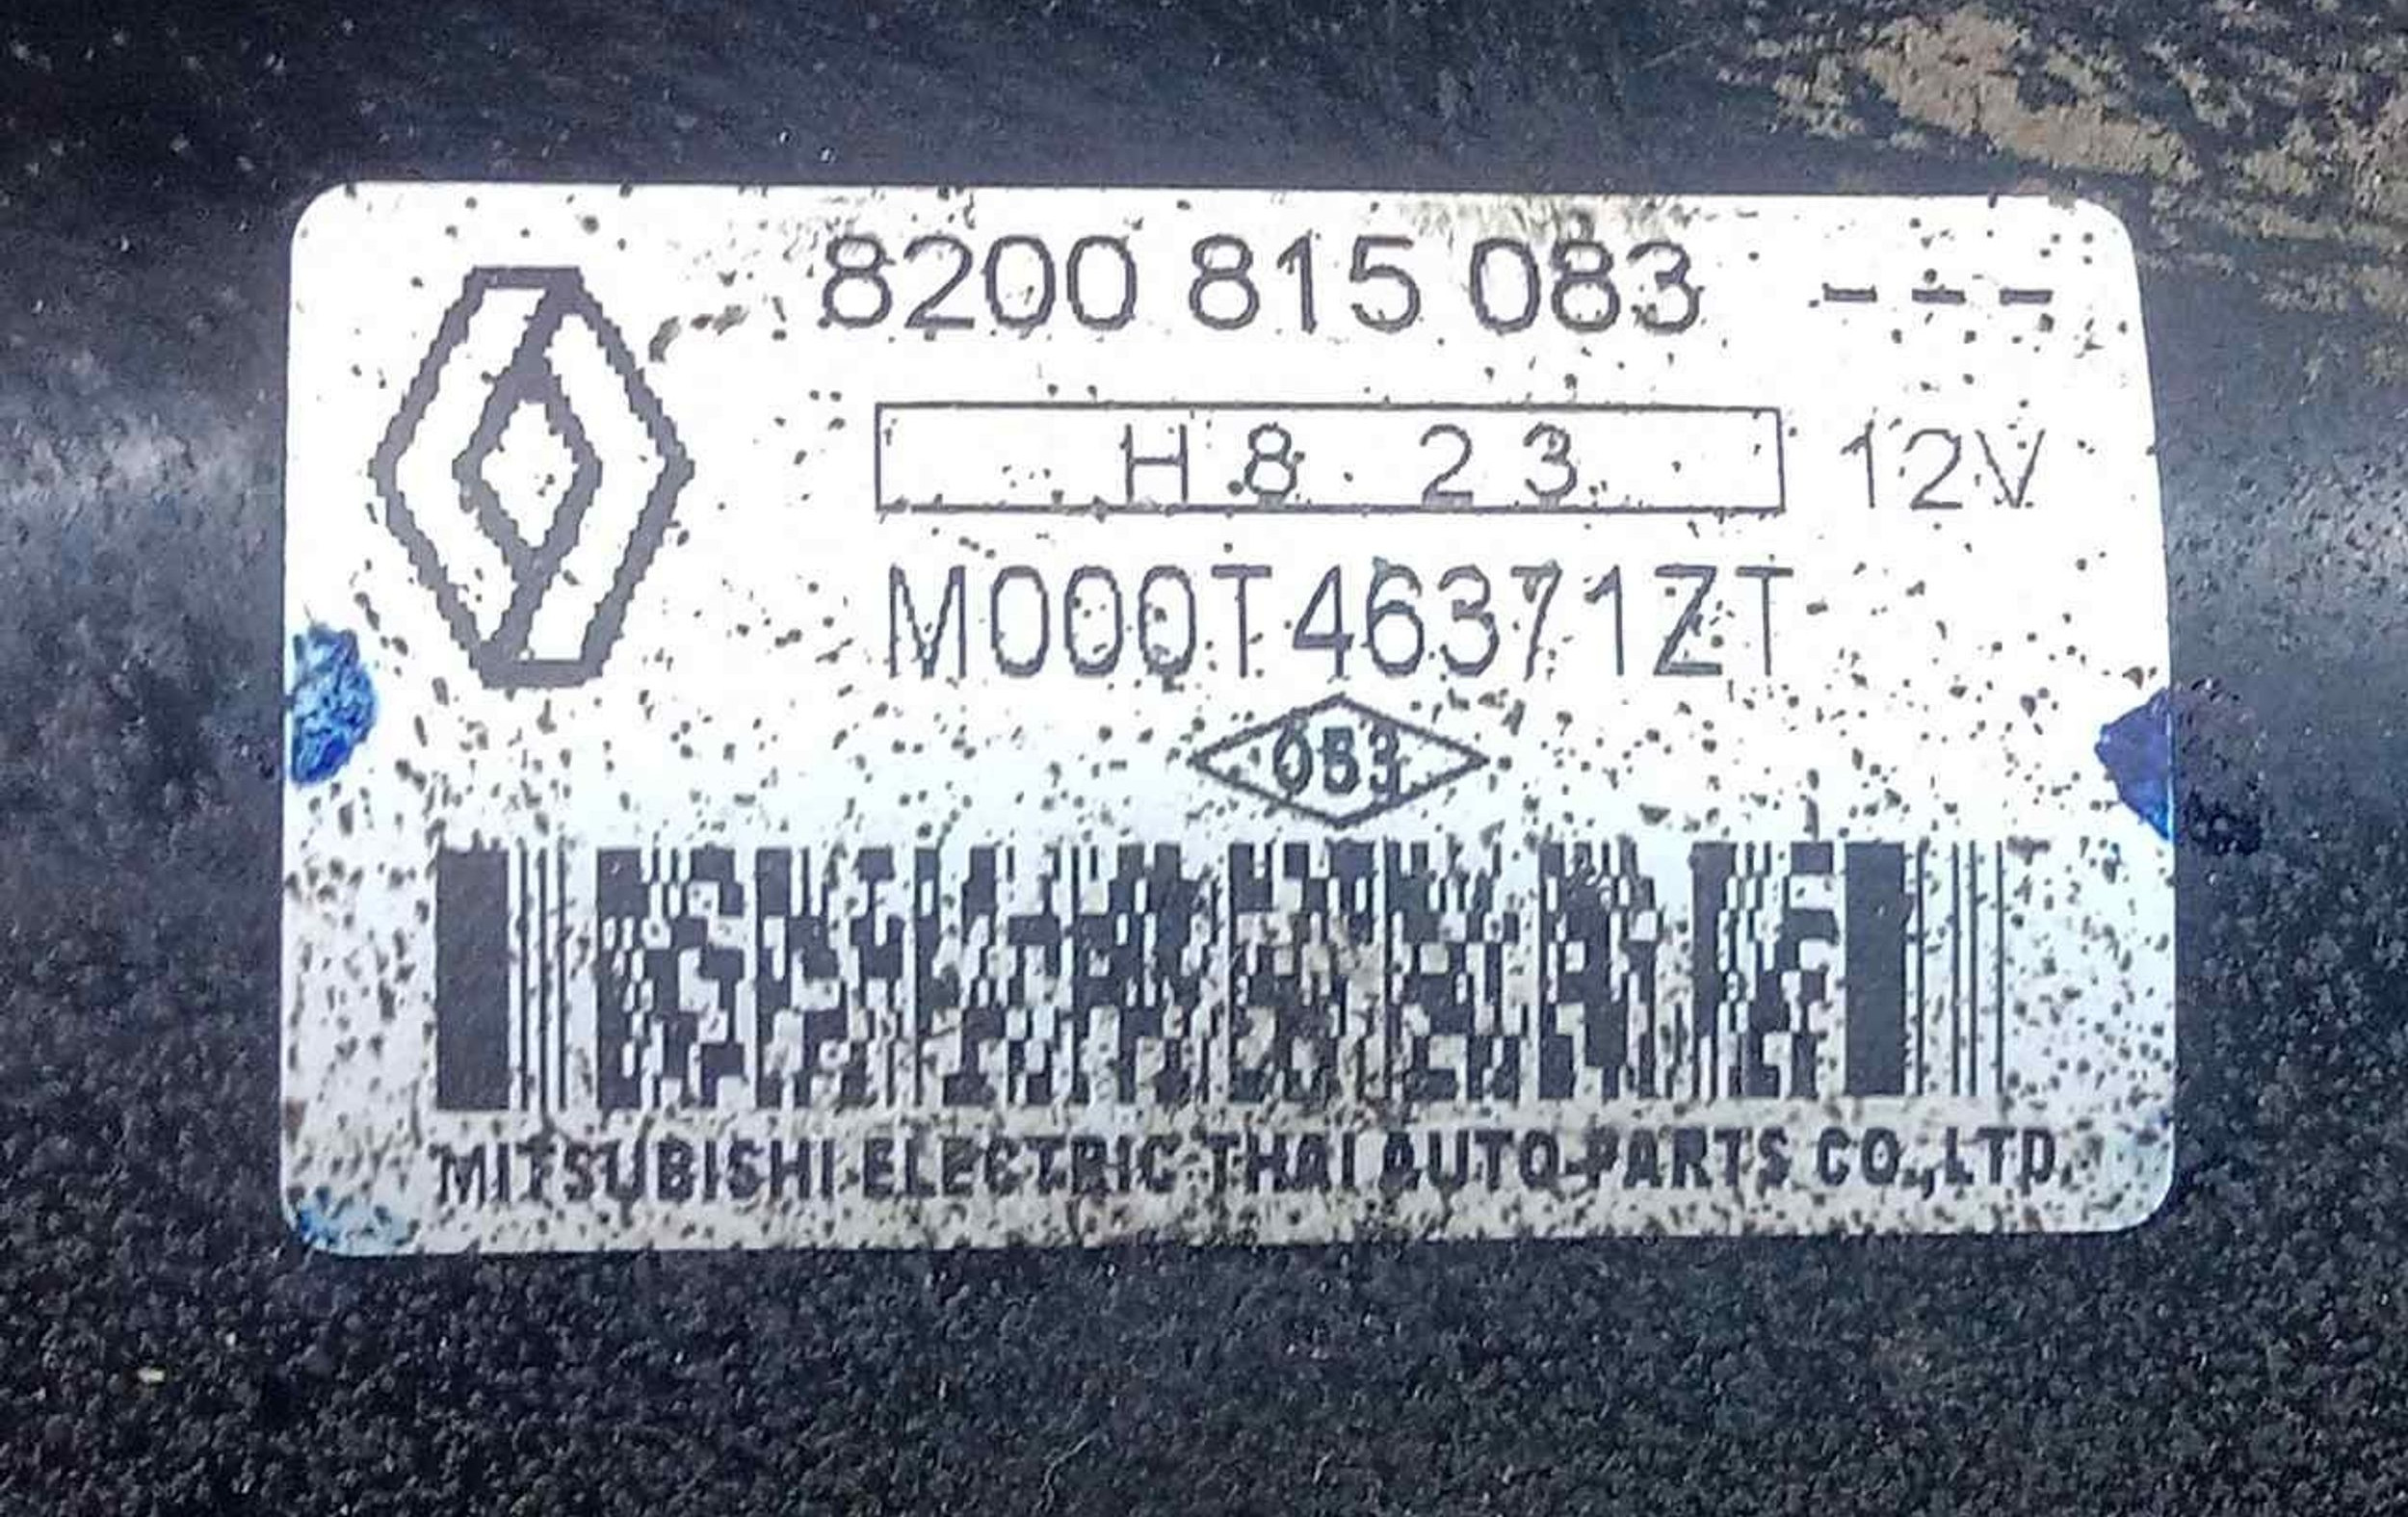 8200 815 083 ---
H8 23 12V
M000T46371ZT
083
MITSUBISHI ELECTRIC THAI AUTO-PARTS CO.,LTD.